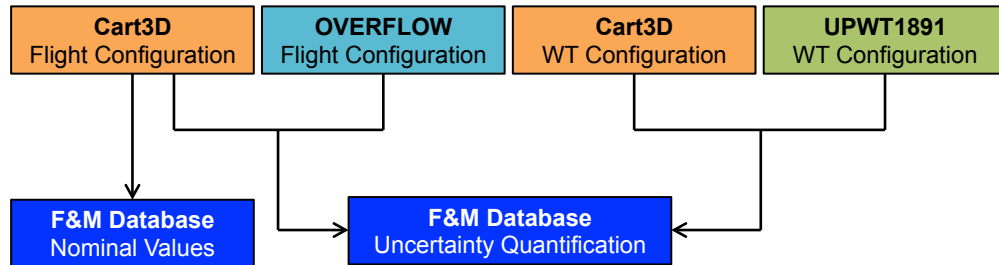 Cart3D
Flight Configuration
OVERFLOW
Flight Configuration
Cart3D
WT Configuration
UPWT1891
WT Configuration
F&M Database
Nominal Values
F&M Database
Uncertainty Quantification